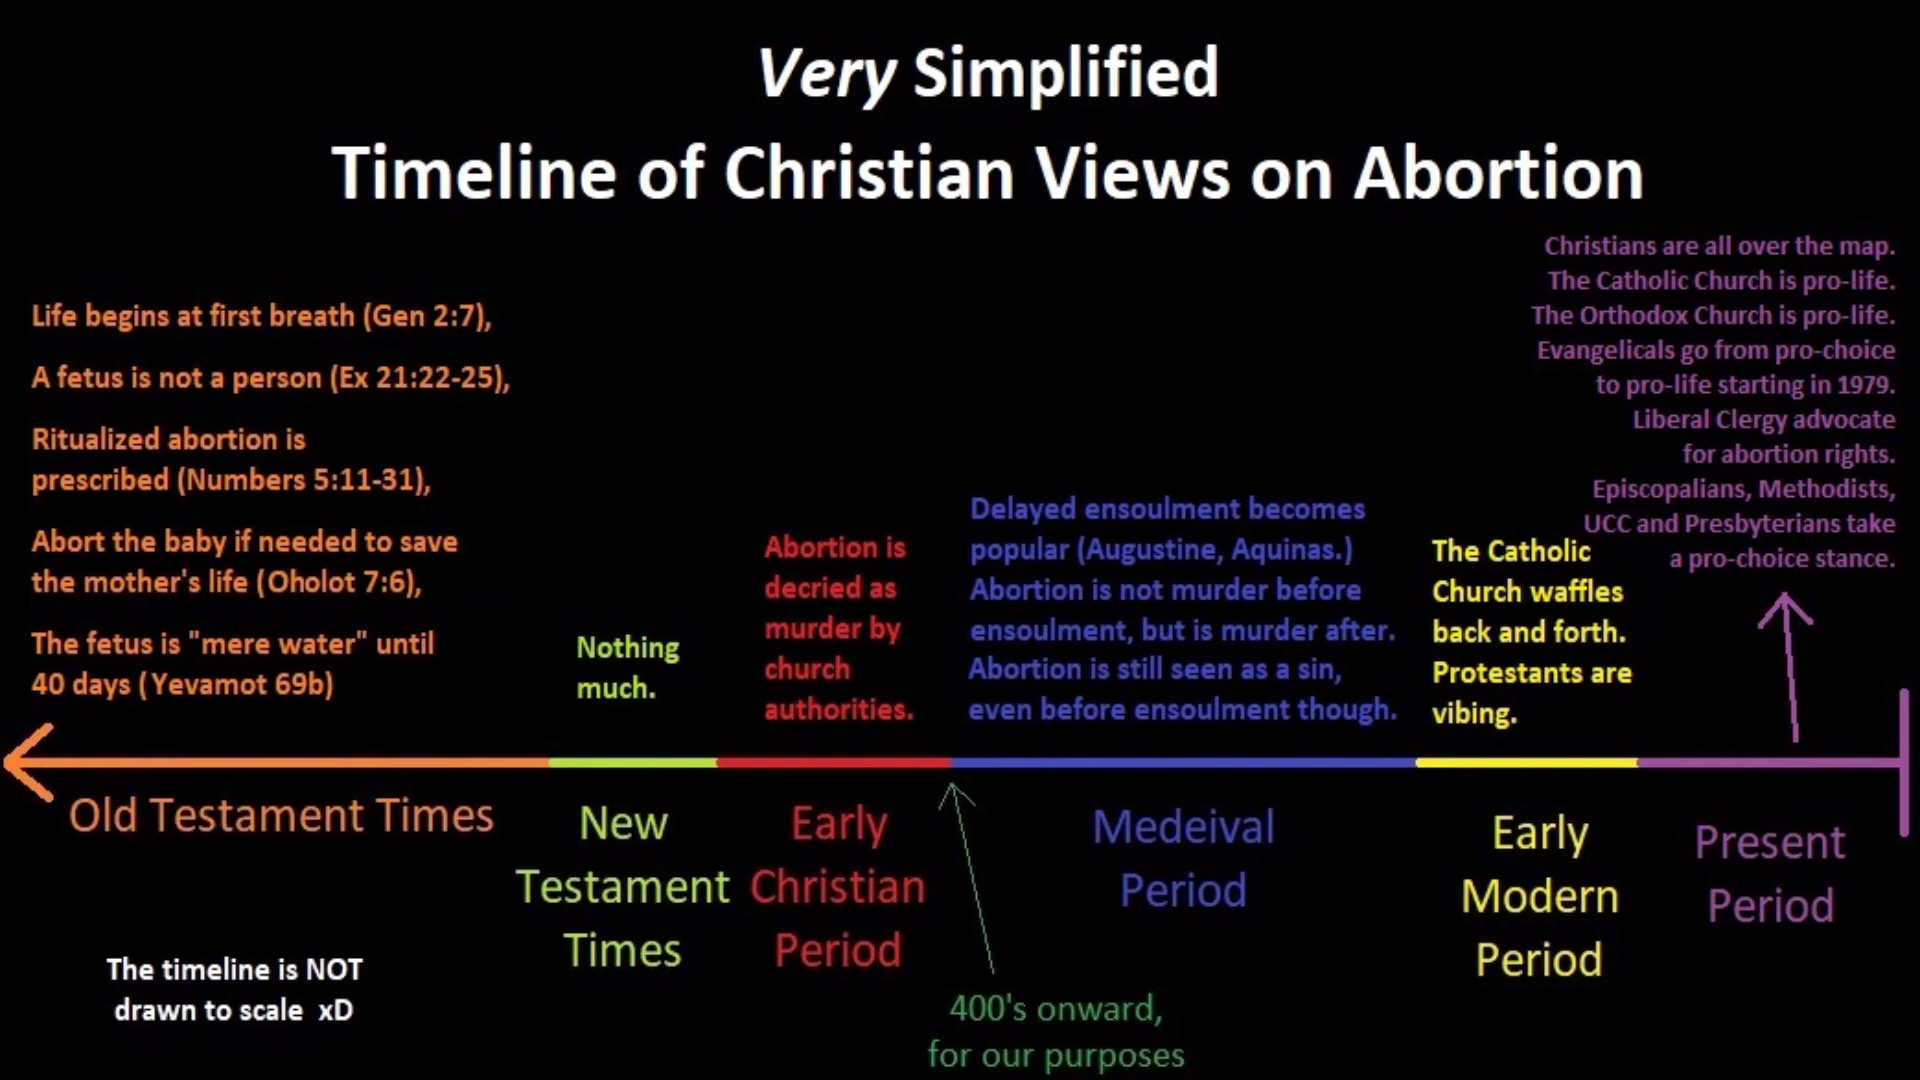 Very Simplified
Timeline of Christian Views on Abortion
Life begins at first breath (Gen 2:7),
A fetus is not a person (Ex 21:22-25),
Ritualized abortion is
prescribed (Numbers 5:11-31),
Abort the baby if needed to save
the mother's life (Oholot 7:6),
The fetus is "mere water" until
40 days (Yevamot 69b)
Nothing
much.
Abortion is
decried as
murder by
church
authorities.
Delayed ensoulment becomes
popular (Augustine, Aquinas.)
Abortion is not murder before
ensoulment, but is murder after.
Abortion is still seen as a sin,
even before ensoulment though.
The Catholic
Church waffles
back and forth.
Protestants are
vibing.
Christians are all over the map.
The Catholic Church is pro-life.
The Orthodox Church is pro-life.
Evangelicals go from pro-choice
to pro-life starting in 1979.
Liberal Clergy advocate
for abortion rights.
Episcopalians, Methodists,
UCC and Presbyterians take
a pro-choice stance.
Old Testament Times
New
Testament
Times
Early
Christian
Period
Medeival
Period
Early
Modern
Period
Present
Period
The timeline is NOT
drawn to scale xD
400's onward,
for our purposes